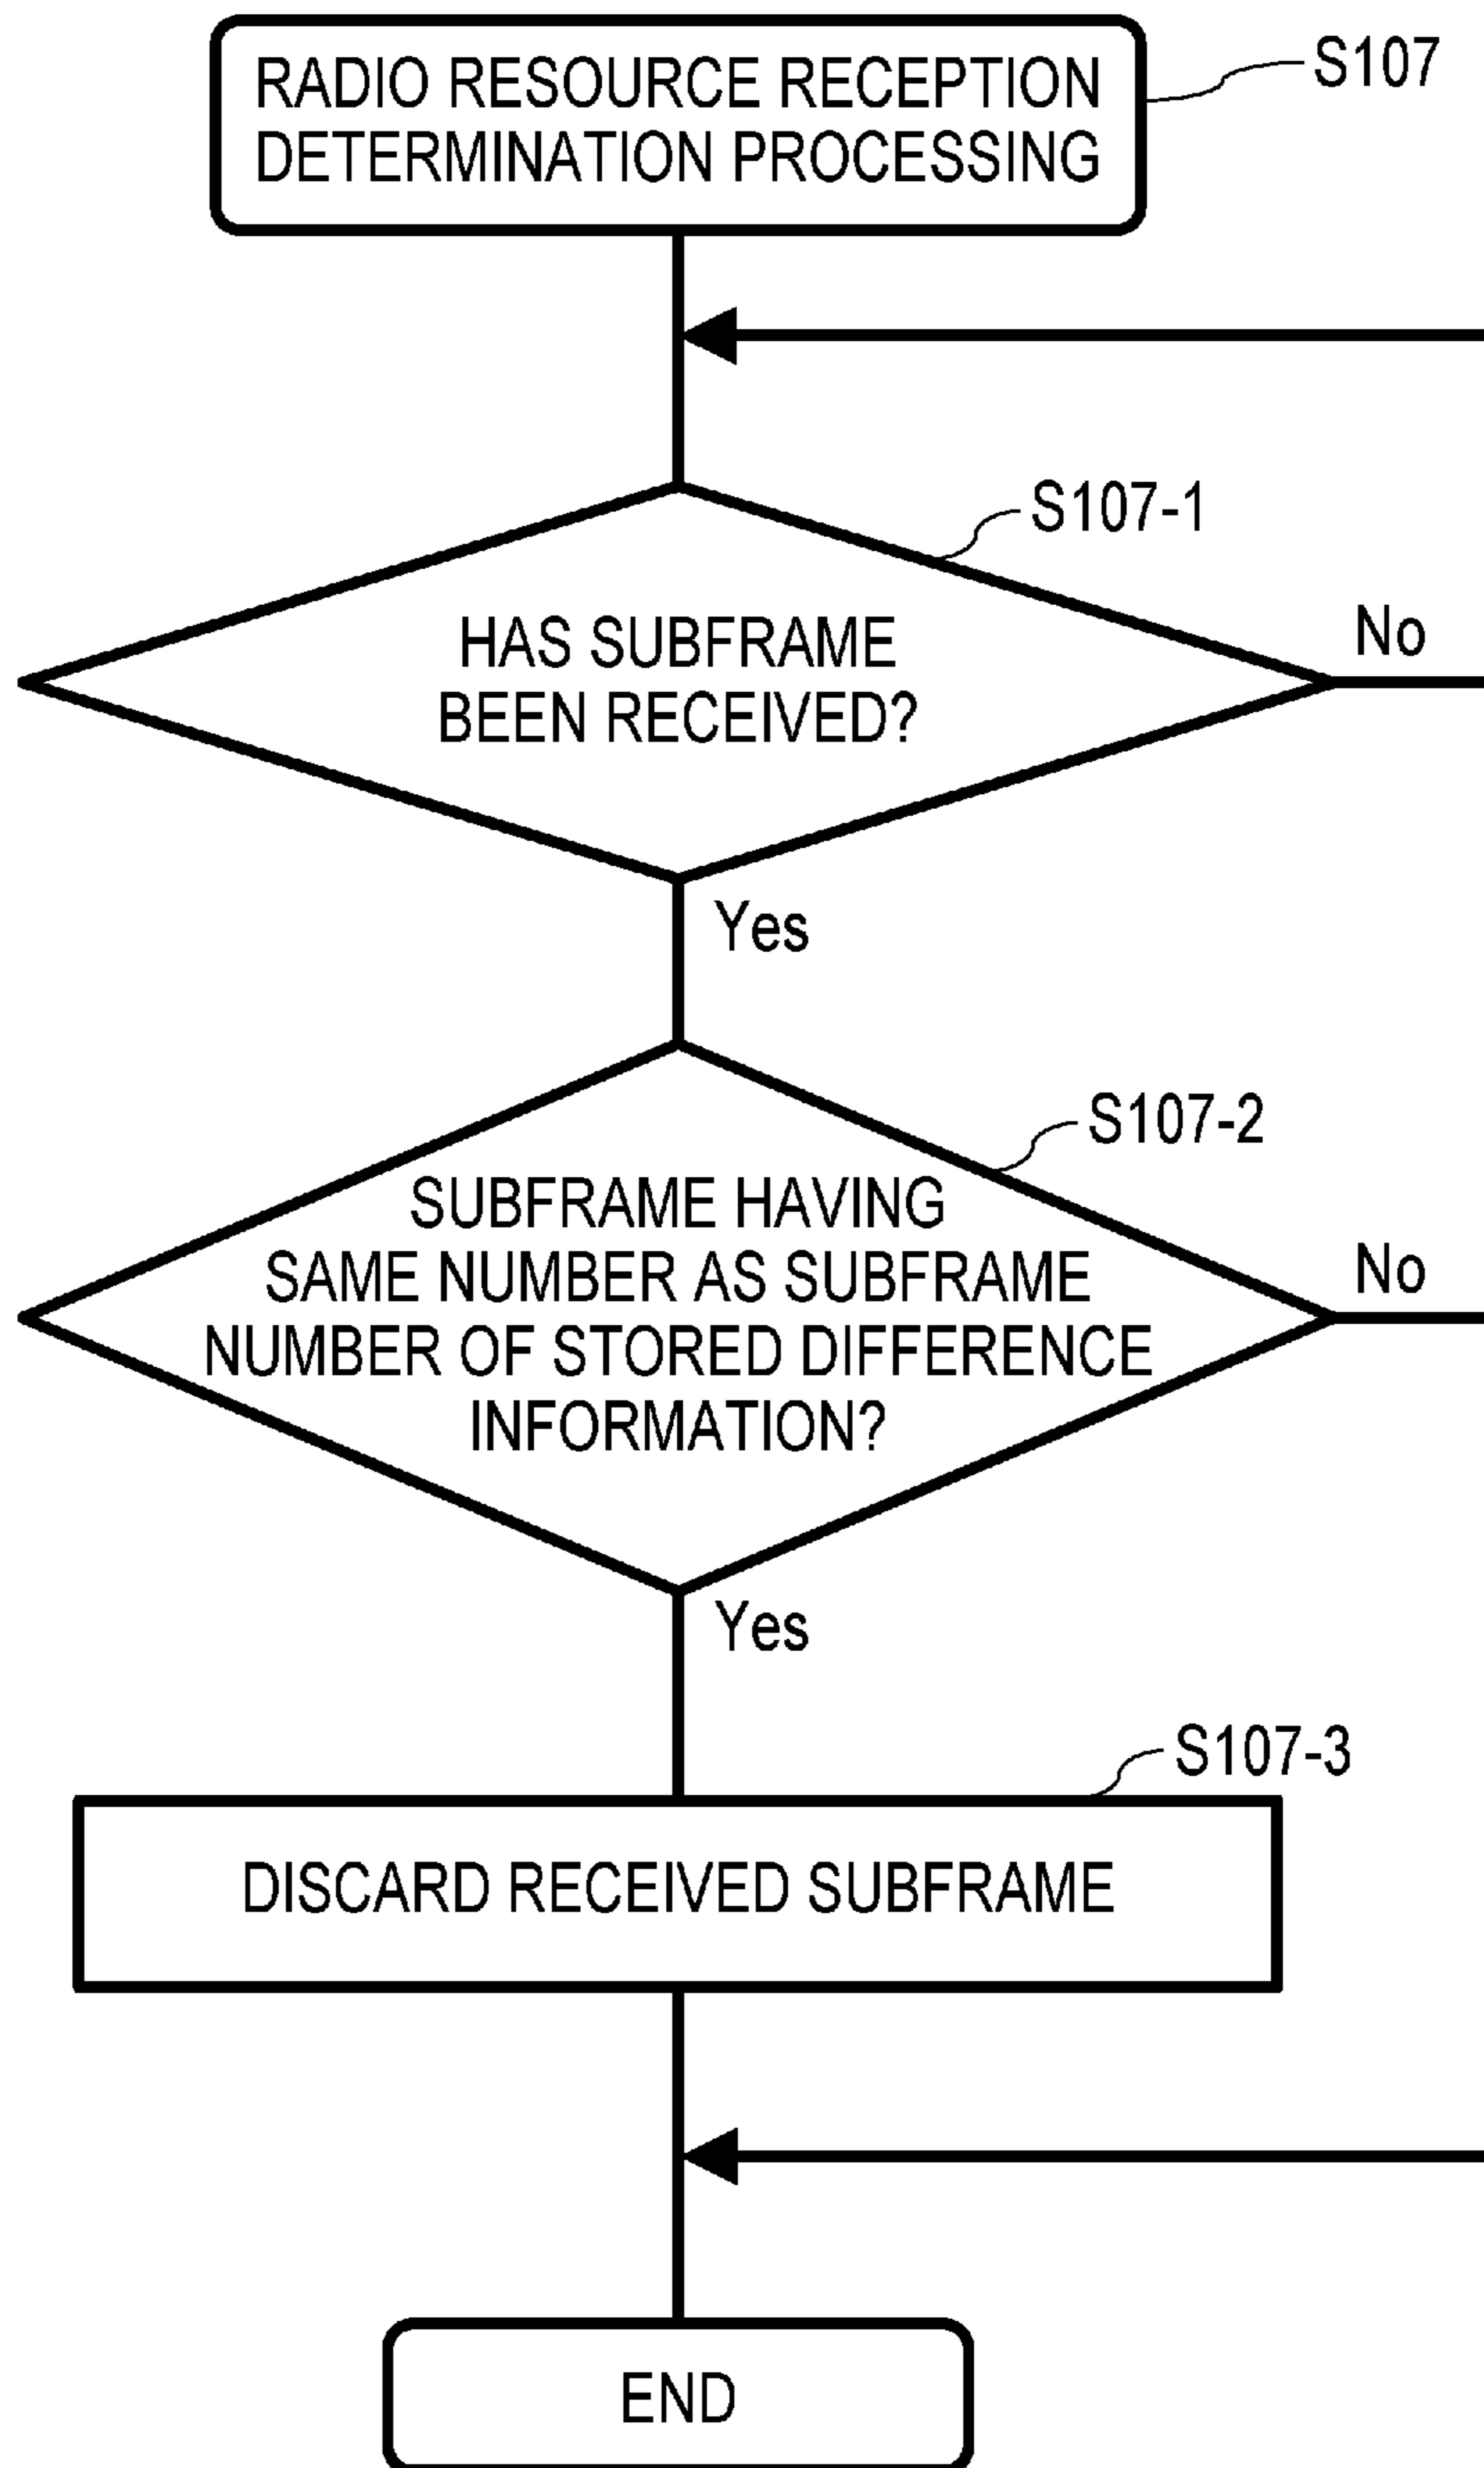 RADIO RESOURCE RECEPTION
DETERMINATION PROCESSING
S107
S107-1
HAS SUBFRAME
BEEN RECEIVED?
No
Yes
S107-2
SUBFRAME HAVING
SAME NUMBER AS SUBFRAME
NUMBER OF STORED DIFFERENCE
INFORMATION?
No
Yes
S107-3
DISCARD RECEIVED SUBFRAME
END